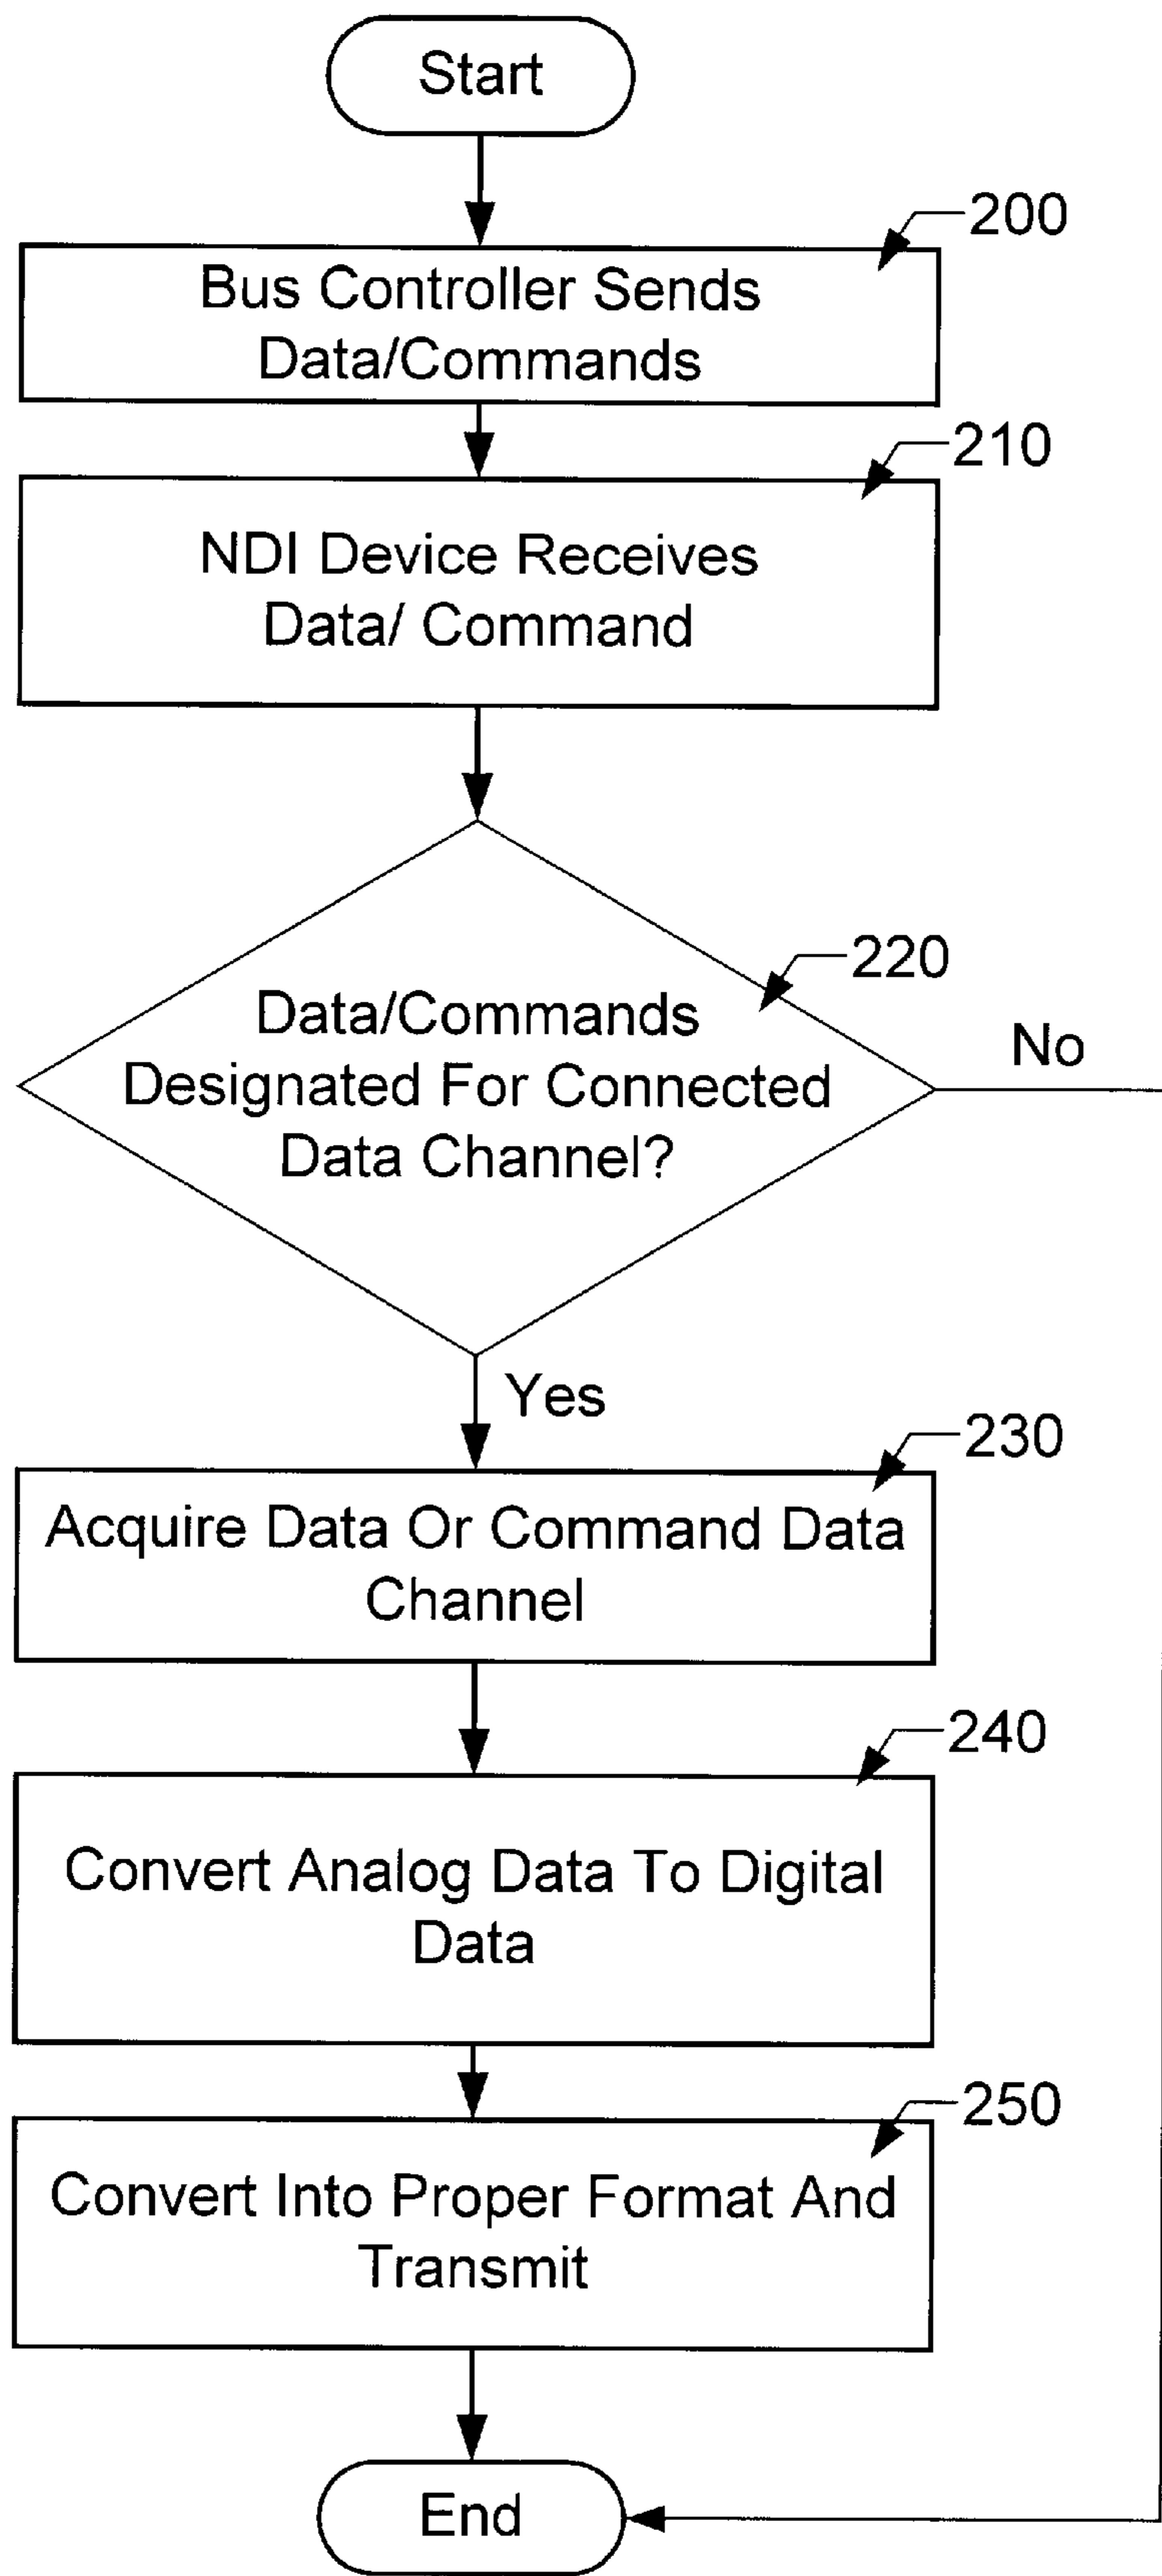 Start
200
Bus Controller Sends
Data/Commands
210
NDI Device Receives
Data/ Command
220
Data/Commands
Designated For Connected
Data Channel?
No
Yes
230
Acquire Data Or Command Data
Channel
240
Convert Analog Data To Digital
Data
250
Convert Into Proper Format And
Transmit
End